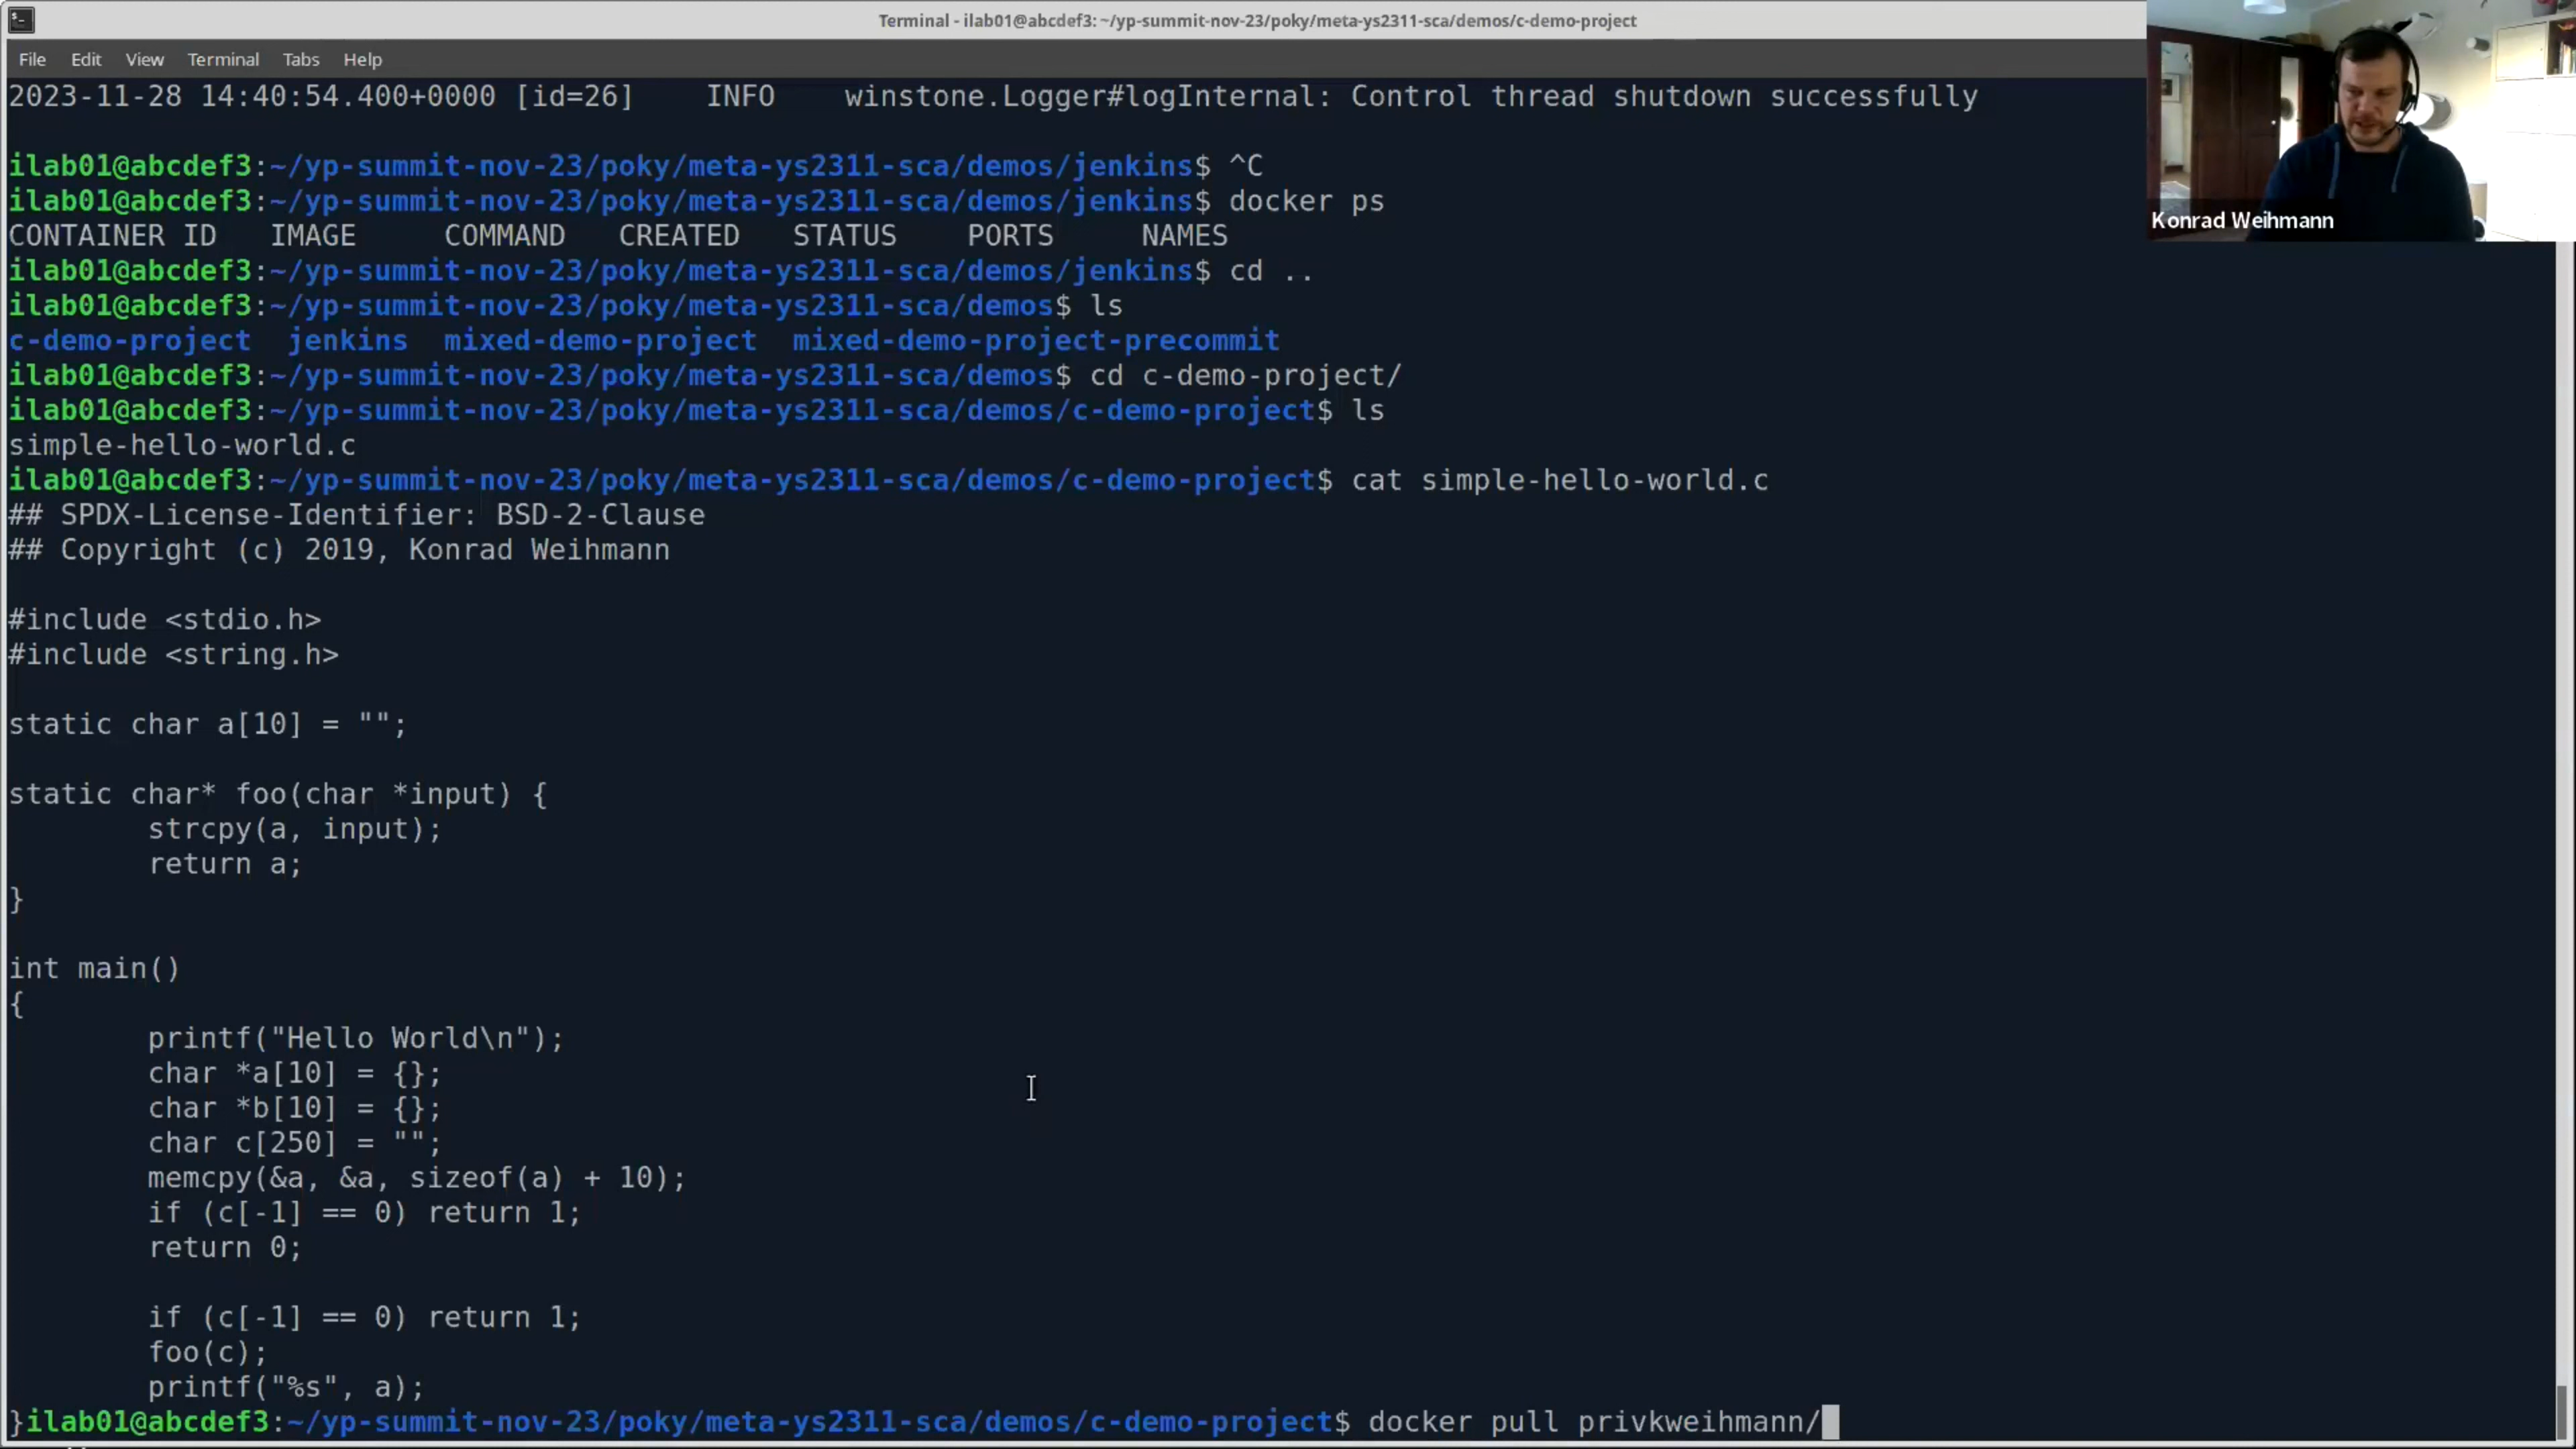 Terminal - ilab01@abcdef3: ~/yp-summit-nov-23/poky/meta-ys2311-sca/demos/c-demo-project
File Edit View Terminal Tabs Help
2023-11-28 14:40:54.400+0000 [id=26]    INFO    winstone.Logger#logInternal: Control thread shutdown successfully
Konrad Weihmann
ilab01@abcdef3:~/yp-summit-nov-23/poky/meta-ys2311-sca/demos/jenkins$ ^C
ilab01@abcdef3:~/yp-summit-nov-23/poky/meta-ys2311-sca/demos/jenkins$ docker ps
CONTAINER ID   IMAGE     COMMAND   CREATED   STATUS    PORTS     NAMES
ilab01@abcdef3:~/yp-summit-nov-23/poky/meta-ys2311-sca/demos/jenkins$ cd ..
ilab01@abcdef3:~/yp-summit-nov-23/poky/meta-ys2311-sca/demos$ ls
c-demo-project  jenkins  mixed-demo-project  mixed-demo-project-precommit
ilab01@abcdef3:~/yp-summit-nov-23/poky/meta-ys2311-sca/demos$ cd c-demo-project/
ilab01@abcdef3:~/yp-summit-nov-23/poky/meta-ys2311-sca/demos/c-demo-project$ ls
simple-hello-world.c
ilab01@abcdef3:~/yp-summit-nov-23/poky/meta-ys2311-sca/demos/c-demo-project$ cat simple-hello-world.c
## SPDX-License-Identifier: BSD-2-Clause
## Copyright (c) 2019, Konrad Weihmann
#include <stdio.h>
#include <string.h>
static char a[10] = "";
static char* foo(char *input) {
        strcpy(a, input);
        return a;
}
int main()
{
        printf("Hello World\n");
        char *a[10] = {};
        char *b[10] = {};
        char c[250] = "";
        memcpy(&a, &a, sizeof(a) + 10);
        if (c[-1] == 0) return 1;
        return 0;
        if (c[-1] == 0) return 1;
        foo(c);
        printf("%s", a);
}ilab01@abcdef3:~/yp-summit-nov-23/poky/meta-ys2311-sca/demos/c-demo-project$ docker pull privkweihmann/